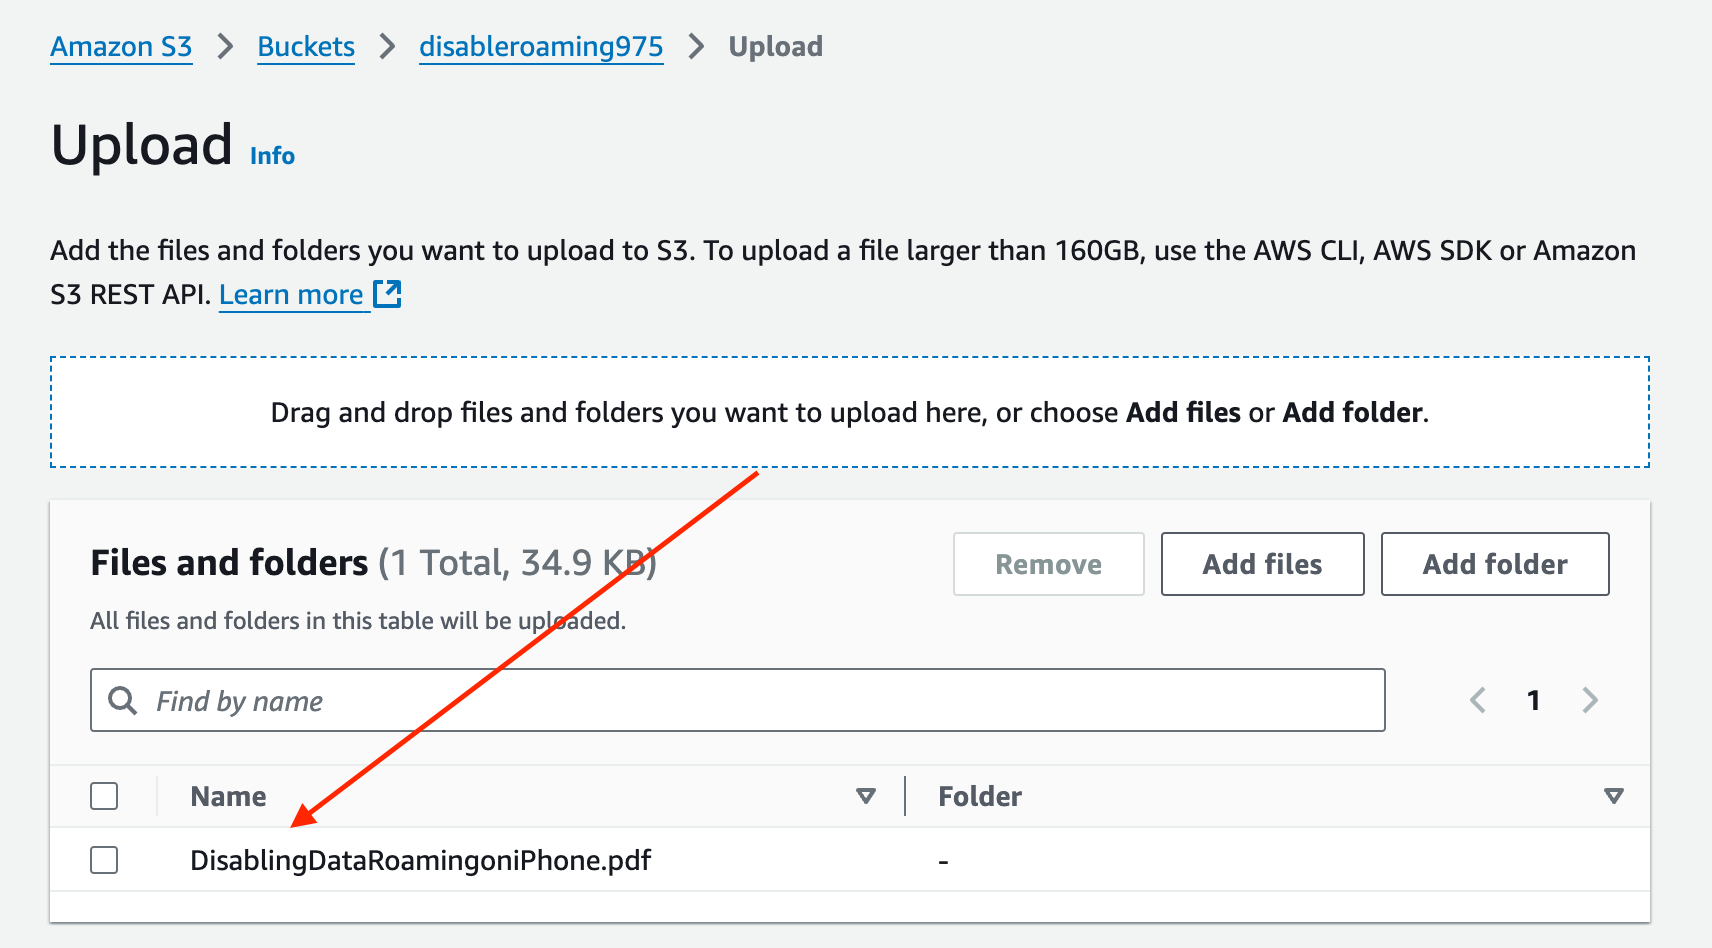 Amazon S3 > Buckets > disableroaming975 > Upload
Upload Info
Add the files and folders you want to upload to S3. To upload a file larger than 160GB, use the AWS CLI, AWS SDK or Amazon
S3 REST API. Learn more
Drag and drop files and folders you want to upload here, or choose Add files or Add folder.
Files and folders (1 Total, 34.9 KB) Remove Add files Add folder
All files and folders in this table will be uploaded.
Find by name < 1 >
Name Folder
DisablingDataRoamingoniPhone.pdf -